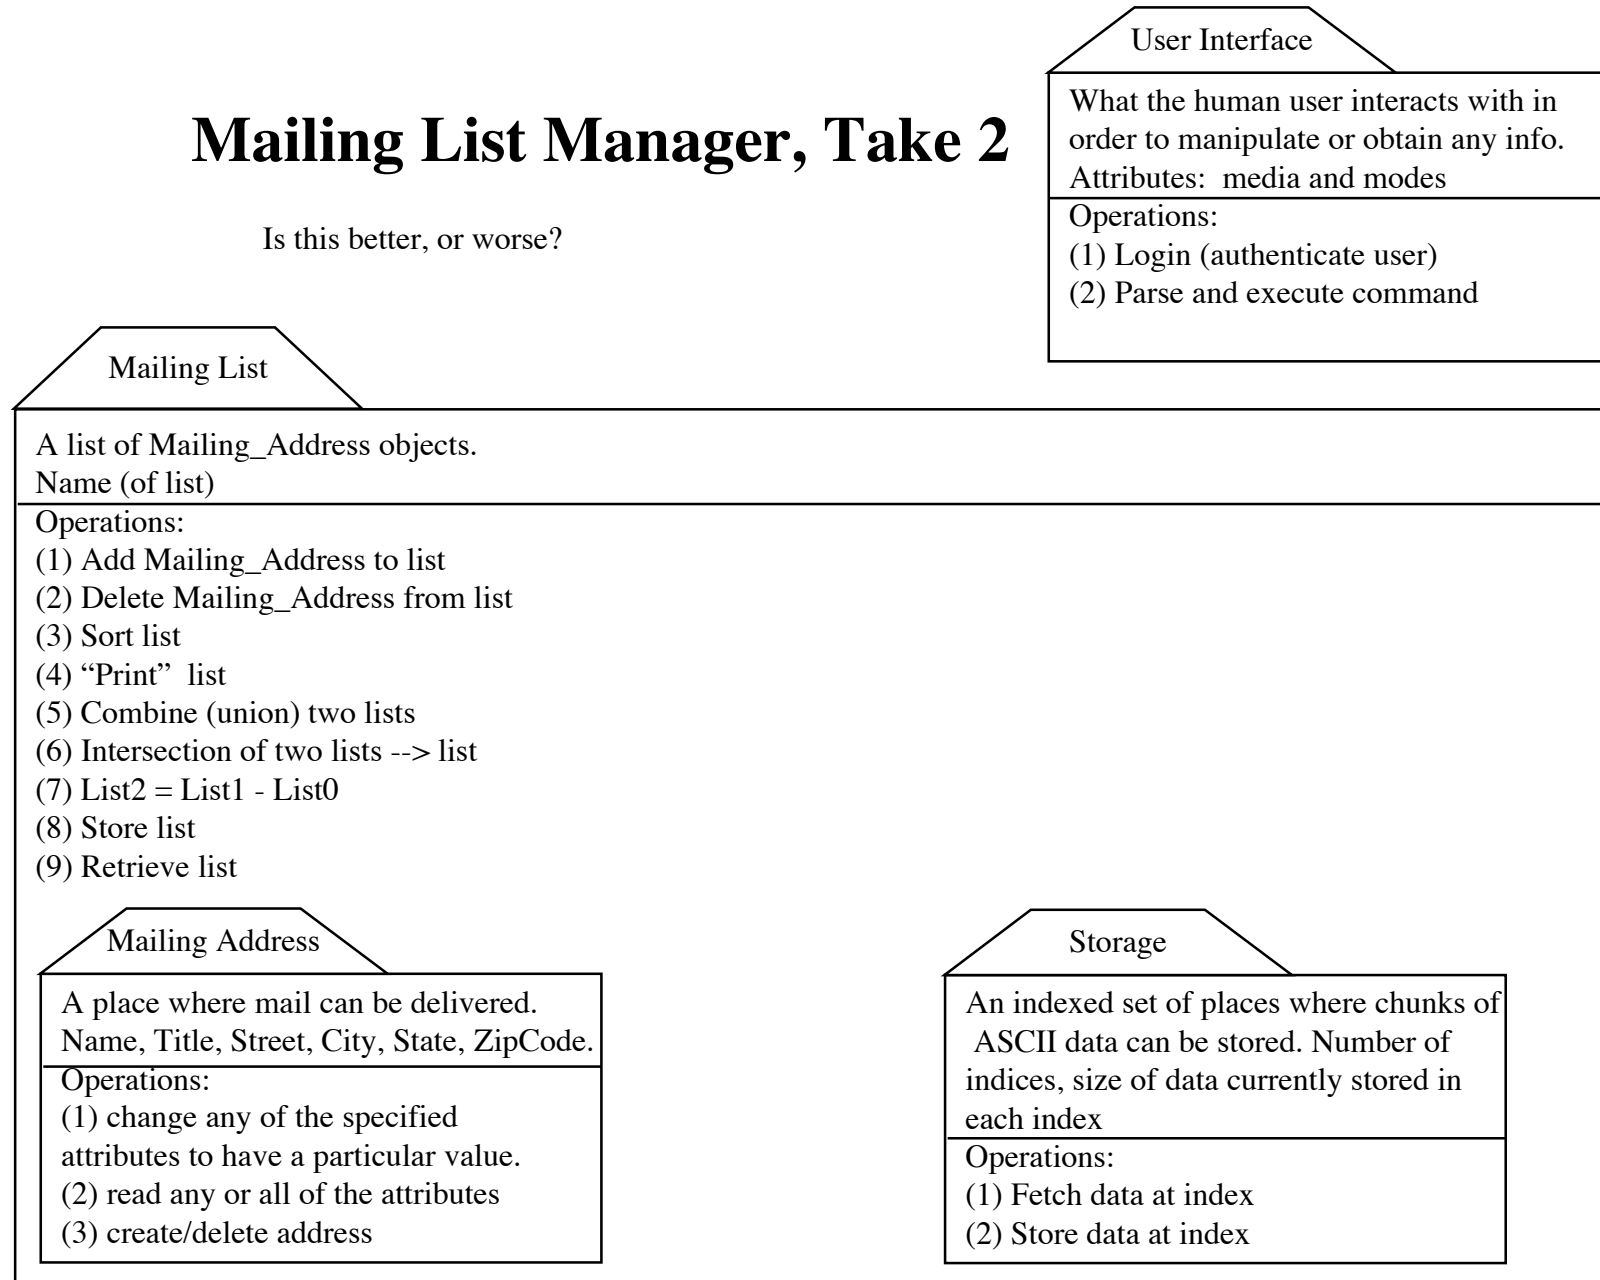 User Interface
What the human user interacts with in
order to manipulate or obtain any info.
Attributes:  media and modes
Operations:
(1) Login (authenticate user)
(2) Parse and execute command
Mailing List Manager, Take 2
Is this better, or worse?
Mailing List
A list of Mailing_Address objects.
Name (of list)
Operations:
(1) Add Mailing_Address to list
(2) Delete Mailing_Address from list
(3) Sort list
(4) “Print”  list
(5) Combine (union) two lists
(6) Intersection of two lists --> list
(7) List2 = List1 - List0
(8) Store list
(9) Retrieve list
Mailing Address
A place where mail can be delivered.
Name, Title, Street, City, State, ZipCode.
Operations:
(1) change any of the specified
attributes to have a particular value.
(2) read any or all of the attributes
(3) create/delete address
Storage
An indexed set of places where chunks of
ASCII data can be stored. Number of
indices, size of data currently stored in
each index
Operations:
(1) Fetch data at index
(2) Store data at index